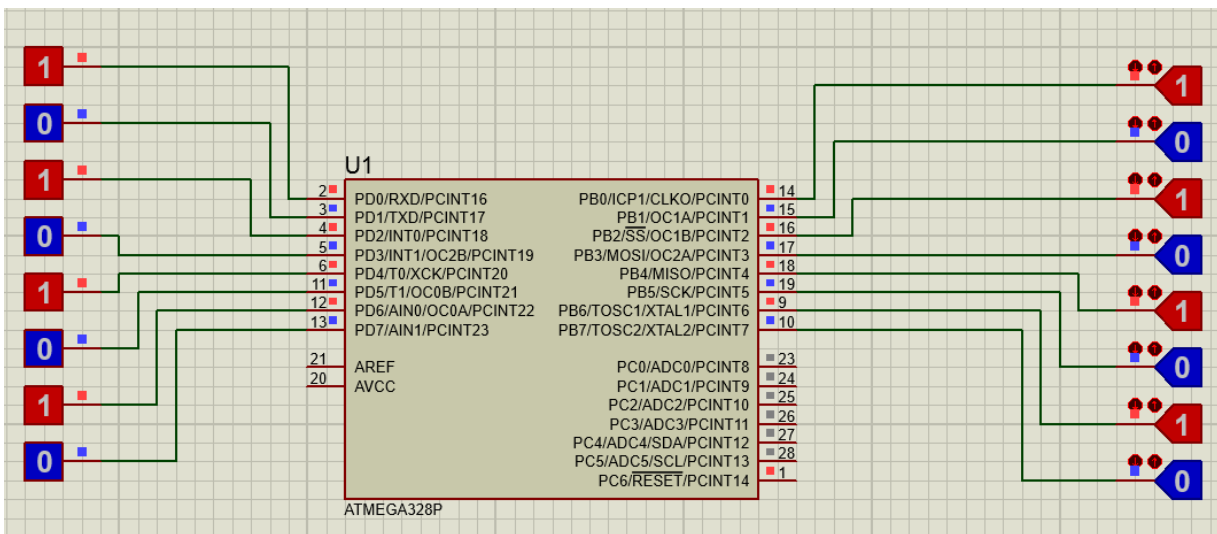 1
1
0
0
1
1
U1
0
2 PD0/RXD/PCINT16 PB0/ICP1/CLKO/PCINT0 14
3 PD1/TXD/PCINT17 PB1/OC1A/PCINT1 15
4 PD2/INT0/PCINT18 PB2/SS/OC1B/PCINT2 16
5 PD3/INT1/OC2B/PCINT19 PB3/MOSI/OC2A/PCINT3 17
0
6 PD4/T0/XCK/PCINT20 PB4/MISO/PCINT4 18
11 PD5/T1/OC0B/PCINT21 PB5/SCK/PCINT5 19
1
12 PD6/AIN0/OC0A/PCINT22 PB6/TOSC1/XTAL1/PCINT6 9
1
13 PD7/AIN1/PCINT23 PB7/TOSC2/XTAL2/PCINT7 10
0
21 AREF PC0/ADC0/PCINT8 23
0
20 AVCC PC1/ADC1/PCINT9 24
PC2/ADC2/PCINT10 25
1
PC3/ADC3/PCINT11 26
1
PC4/ADC4/SDA/PCINT12 27
PC5/ADC5/SCL/PCINT13 28
0
PC6/RESET/PCINT14 1
0
ATMEGA328P